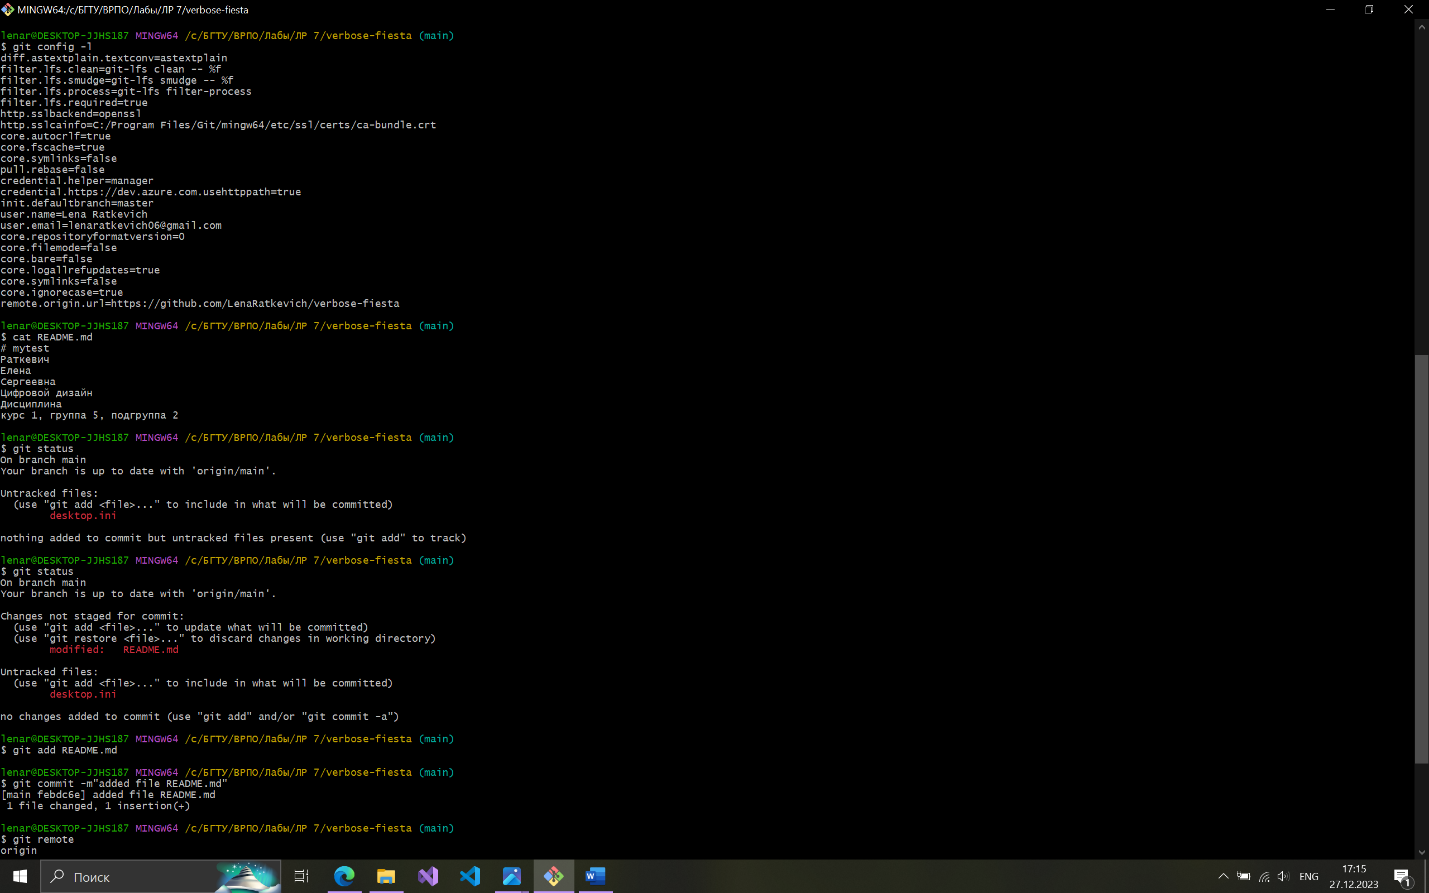 MINGW64:/c/БГТУ/ВРПО/Лабы/ЛР 7/verbose-fiesta
lenar@DESKTOP-JJHS187 MINGW64 /c/БГТУ/ВРПО/Лабы/ЛР 7/verbose-fiesta (main)
$ git config -l
diff.astextplain.textconv=astextplain
filter.lfs.clean=git-lfs clean -- %f
filter.lfs.smudge=git-lfs smudge -- %f
filter.lfs.process=git-lfs filter-process
filter.lfs.required=true
http.sslbackend=openssl
http.sslcainfo=C:/Program Files/Git/mingw64/etc/ssl/certs/ca-bundle.crt
core.autocrlf=true
core.fscache=true
core.symlinks=false
pull.rebase=false
credential.helper=manager
credential.https://dev.azure.com.usehttppath=true
init.defaultbranch=master
user.name=Lena Ratkevich
user.email=lenaratkevich06@gmail.com
core.repositoryformatversion=0
core.filemode=false
core.bare=false
core.logallrefupdates=true
core.symlinks=false
core.ignorecase=true
remote.origin.url=https://github.com/LenaRatkevich/verbose-fiesta
lenar@DESKTOP-JJHS187 MINGW64 /c/БГТУ/ВРПО/Лабы/ЛР 7/verbose-fiesta (main)
$ cat README.md
# mytest
Раткевич
Елена
Сергеевна
Цифровой дизайн
Дисциплина
курс 1, группа 5, подгруппа 2
lenar@DESKTOP-JJHS187 MINGW64 /c/БГТУ/ВРПО/Лабы/ЛР 7/verbose-fiesta (main)
$ git status
On branch main
Your branch is up to date with 'origin/main'.
Untracked files:
(use "git add <file>..." to include in what will be committed)
desktop.ini
nothing added to commit but untracked files present (use "git add" to track)
lenar@DESKTOP-JJHS187 MINGW64 /c/БГТУ/ВРПО/Лабы/ЛР 7/verbose-fiesta (main)
$ git status
On branch main
Your branch is up to date with 'origin/main'.
Changes not staged for commit:
(use "git add <file>..." to update what will be committed)
(use "git restore <file>..." to discard changes in working directory)
modified:   README.md
Untracked files:
(use "git add <file>..." to include in what will be committed)
desktop.ini
no changes added to commit (use "git add" and/or "git commit -a")
lenar@DESKTOP-JJHS187 MINGW64 /c/БГТУ/ВРПО/Лабы/ЛР 7/verbose-fiesta (main)
$ git add README.md
lenar@DESKTOP-JJHS187 MINGW64 /c/БГТУ/ВРПО/Лабы/ЛР 7/verbose-fiesta (main)
$ git commit -m"added file README.md"
[main febdc6e] added file README.md
1 file changed, 1 insertion(+)
lenar@DESKTOP-JJHS187 MINGW64 /c/БГТУ/ВРПО/Лабы/ЛР 7/verbose-fiesta (main)
$ git remote
origin
Поиск
ENG
17:15
27.12.2023
1